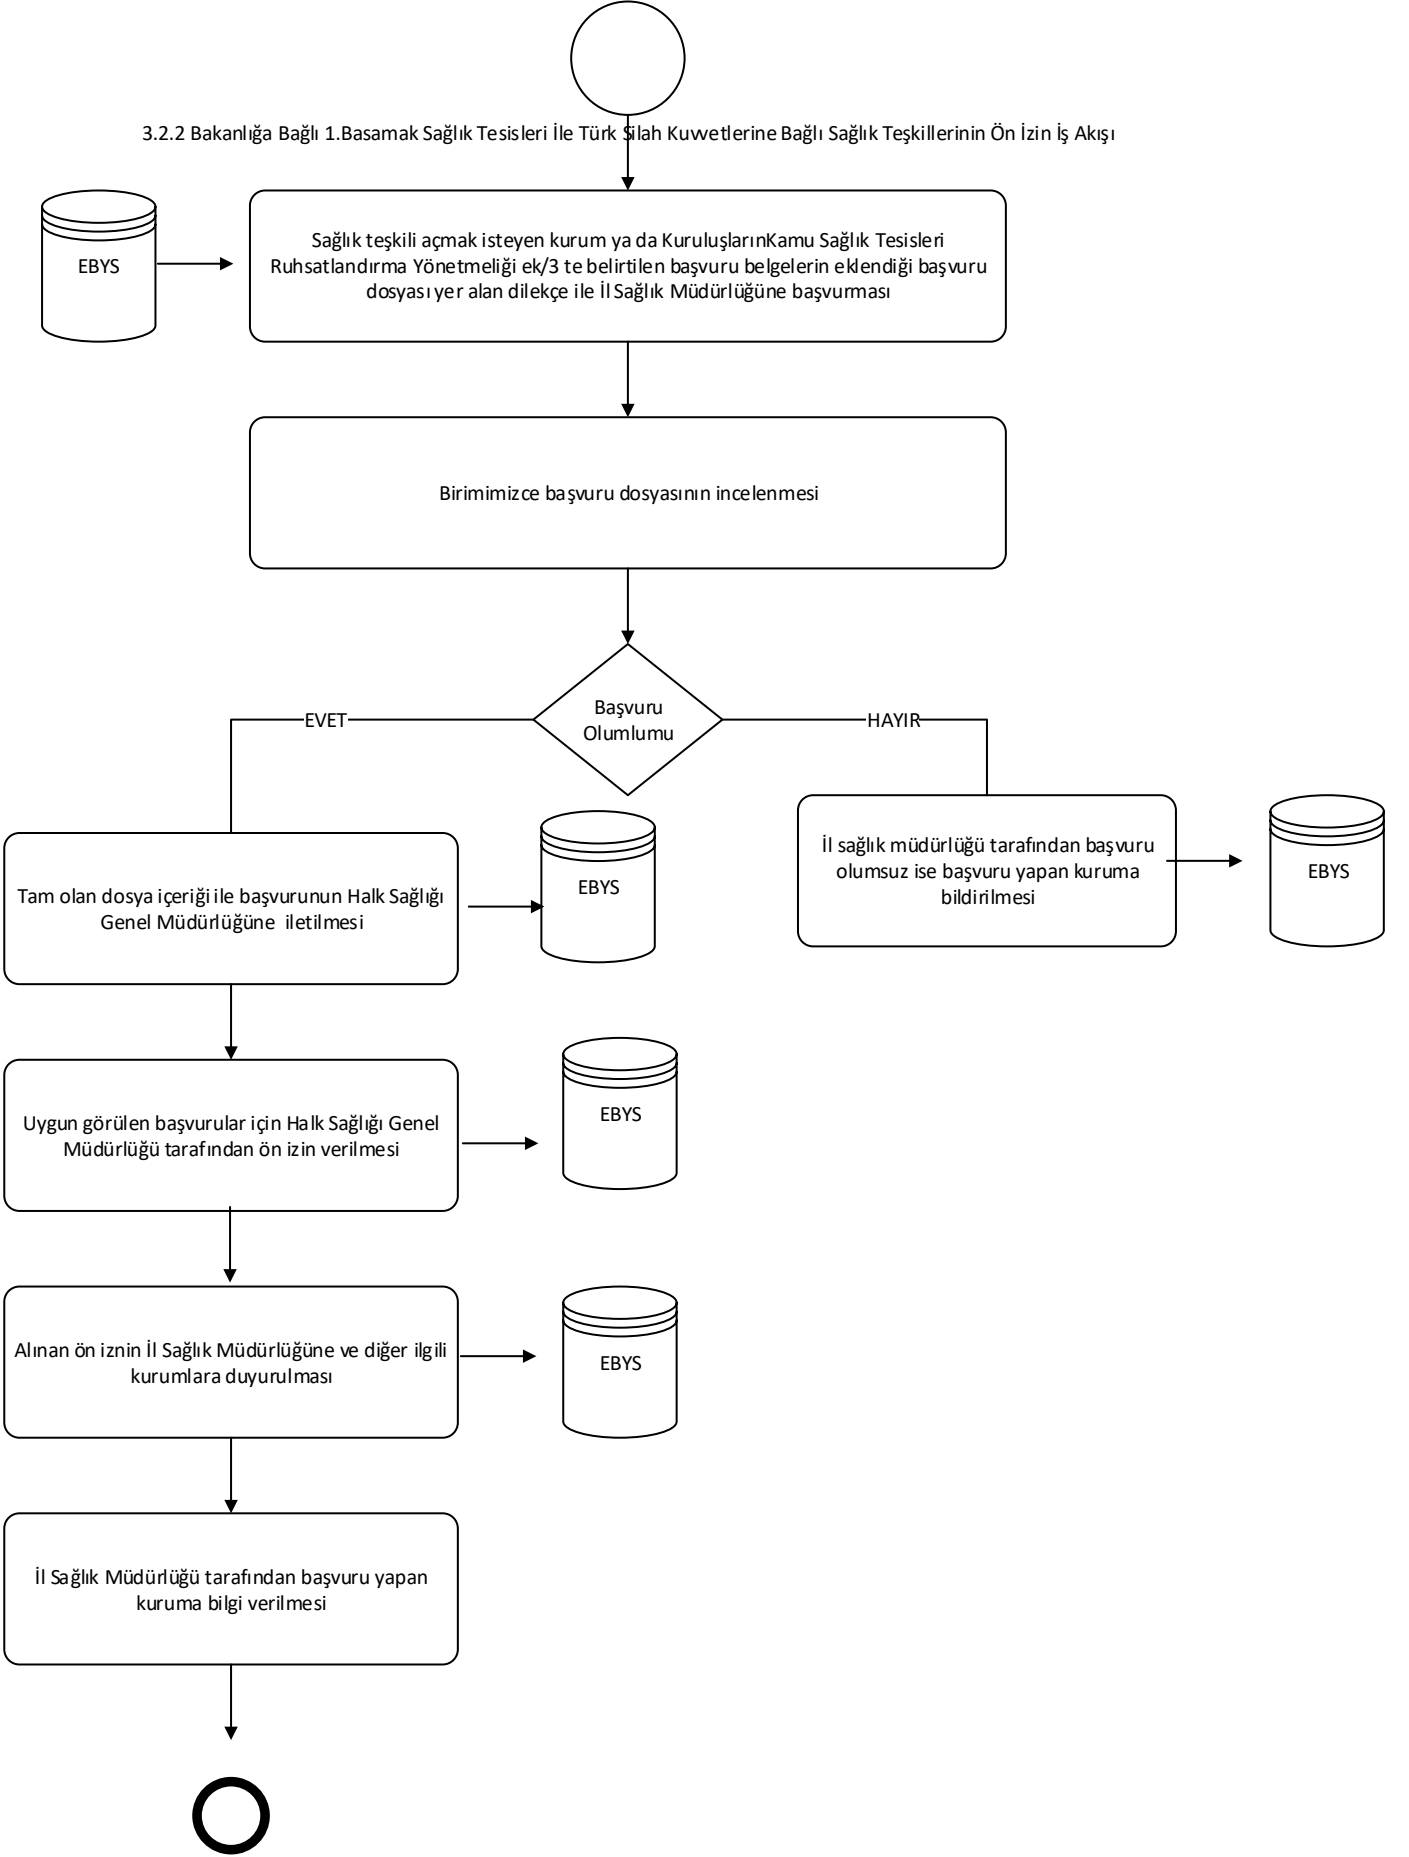 3.2.2 Bakanlığa Bağlı 1.Basamak Sağlık Tesisleri İle Türk Silah Kuvvetlerine Bağlı Sağlık Teşkillerinin Ön İzin İş Akışı
EBYS
Sağlık teşkili açmak isteyen kurum ya da KuruluşlarınKamu Sağlık Tesisleri
Ruhsatlandırma Yönetmeliği ek/3 te belirtilen başvuru belgelerin eklendiği başvuru
dosyası yer alan dilekçe ile İl Sağlık Müdürlüğüne başvurması
Birimimizce başvuru dosyasının incelenmesi
Başvuru
Olumlumu
EVET
HAYIR
Tam olan dosya içeriği ile başvurunun Halk Sağlığı
Genel Müdürlüğüne iletilmesi
EBYS
İl sağlık müdürlüğü tarafından başvuru
olumsuz ise başvuru yapan kuruma
bildirilmesi
EBYS
Uygun görülen başvurular için Halk Sağlığı Genel
Müdürlüğü tarafından ön izin verilmesi
EBYS
Alınan ön iznin İl Sağlık Müdürlüğüne ve diğer ilgili
kurumlara duyurulması
EBYS
İl Sağlık Müdürlüğü tarafından başvuru yapan
kuruma bilgi verilmesi